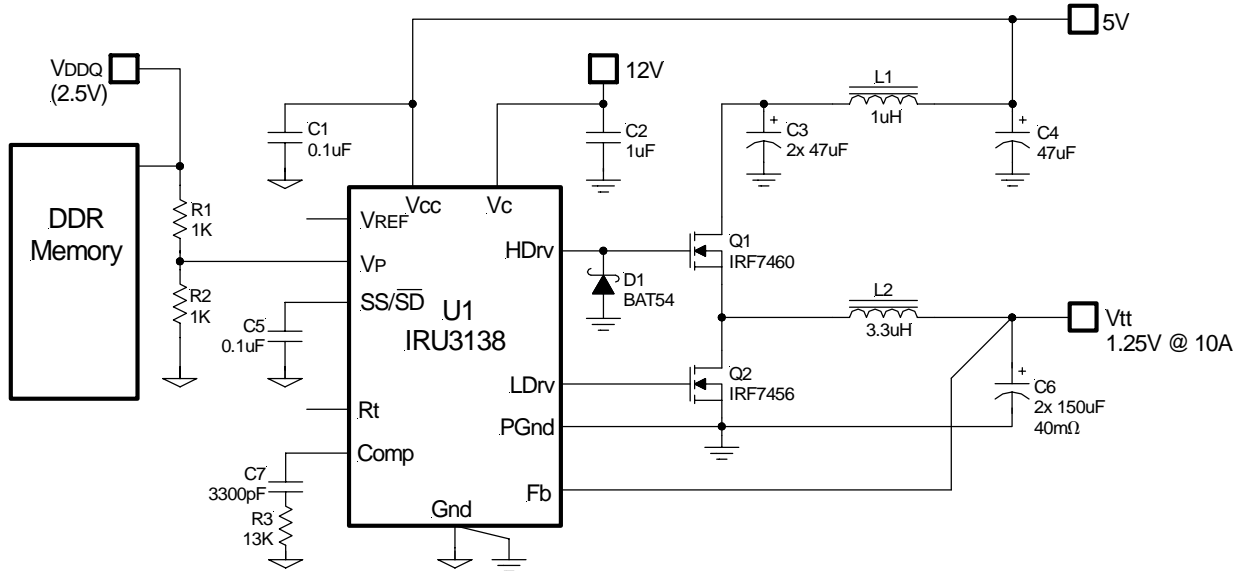 5V
VDDQ
(2.5V)
12V
L1
1uH
C1
0.1uF
C2
1uF
C3
2x 47uF
C4
47uF
DDR
Memory
R1
1K
R2
1K
Vcc
Vc
VREF
VP
SS/SD
U1
IRU3138
HDrv
LDrv
PGnd
Rt
Comp
Fb
Gnd
Q1
IRF7460
D1
BAT54
L2
3.3uH
Vtt
1.25V @ 10A
C5
0.1uF
Q2
IRF7456
C6
2x 150uF
40mΩ
C7
3300pF
R3
13K
+
+
+